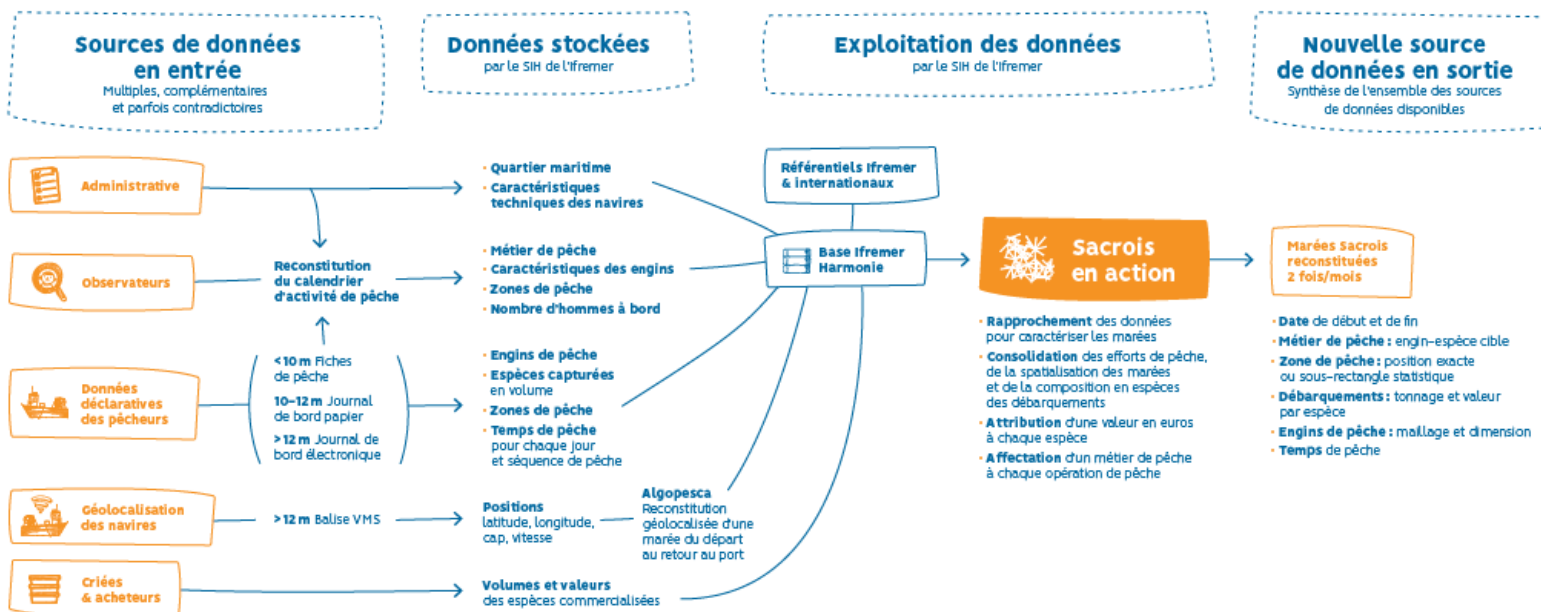 Sources de données
en entrée
Multiples, complémentaires
et parfois contradictoires
Données stockées
par le SIH de l'Ifremer
Exploitation des données
par le SIH de l'Ifremer
Nouvelle source
de données en sortie
Synthèse de l'ensemble des sources
de données disponibles
Administrative
Observateurs
Données
déclaratives
des pêcheurs
Géolocalisation
des navires
Criées
& acheteurs
Reconstitution
du calendrier
d'activité de pêche
<10 m Fiches
de pêche
10-12 m Journal
de bord papier
>12 m Journal de
bord électronique
>12 m Balise VMS
• Quartier maritime
• Caractéristiques
techniques des navires
• Métier de pêche
• Caractéristiques des engins
• Zones de pêche
• Nombre d'hommes à bord
• Engins de pêche
• Espèces capturées
en volume
• Zones de pêche
• Temps de pêche
pour chaque jour
et séquence de pêche
Positions
latitude, longitude,
cap, vitesse
Algopesca
Reconstitution
géolocalisée d'une
marée du départ
au retour au port
Volumes et valeurs
des espèces commercialisées
Référentiels Ifremer
& internationaux
Base Ifremer
Harmonie
Sacrois
en action
• Rapprochement des données
pour caractériser les marées
• Consolidation des efforts de pêche,
de la spatialisation des marées
et de la composition en espèces
des débarquements
• Attribution d'une valeur en euros
à chaque espèce
• Affectation d'un métier de pêche
à chaque opération de pêche
Marées Sacrois
reconstituées
2 fois/mois
• Date de début et de fin
• Métier de pêche : engin-espèce cible
• Zone de pêche : position exacte
ou sous-rectangle statistique
• Débarquements : tonnage et valeur
par espèce
• Engins de pêche : maillage et dimension
• Temps de pêche